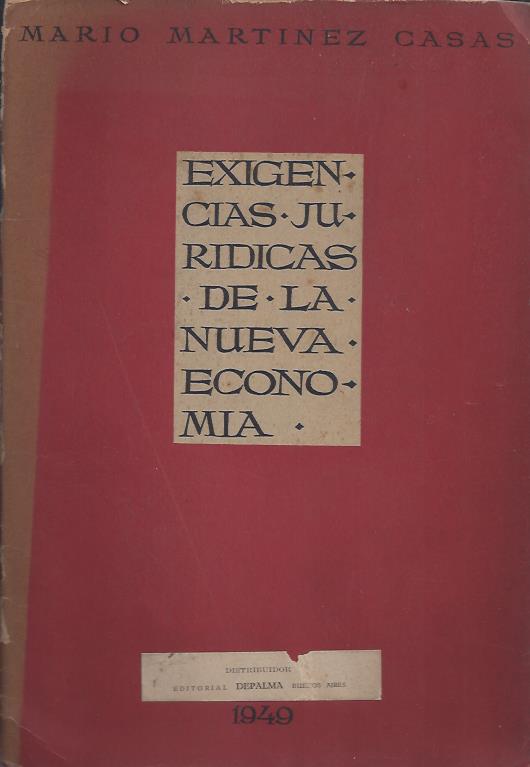 MARIO MARTINEZ CASAS
EXIGEN·
CIAS·JU·
RIDICAS
·DE·LA·
NUEVA·
ECONO·
MIA ·
DISTRIBUIDOR
EDITORIAL DEPALMA BUENOS AIRES
1949